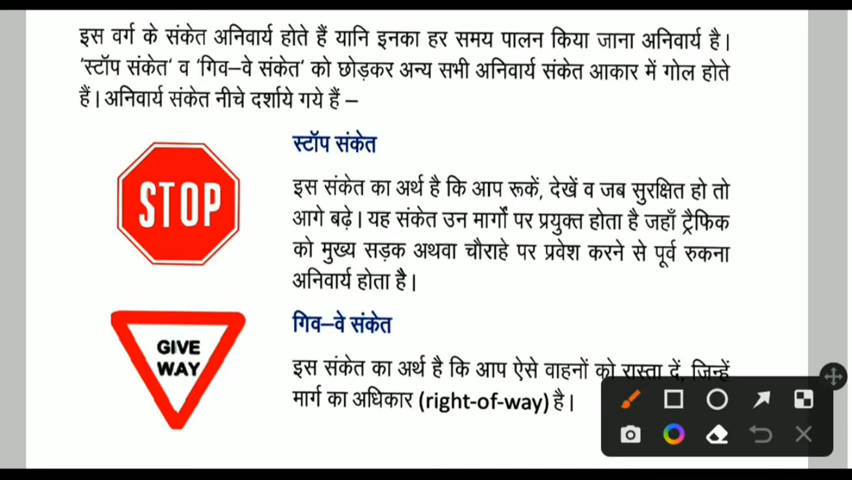 इस वर्ग के संकेत अनिवार्य होते हैं यानि इनका हर समय पालन किया जाना अनिवार्य है।
'स्टॉप संकेत' व 'गिव–वे संकेत' को छोड़कर अन्य सभी अनिवार्य संकेत आकार में गोल होते
हैं। अनिवार्य संकेत नीचे दर्शाये गये हैं –
स्टॉप संकेत
STOP
इस संकेत का अर्थ है कि आप रूकें, देखें व जब सुरक्षित हो तो
आगे बढ़े। यह संकेत उन मार्गों पर प्रयुक्त होता है जहाँ ट्रैफिक
को मुख्य सड़क अथवा चौराहे पर प्रवेश करने से पूर्व रुकना
अनिवार्य होता है।
गिव–वे संकेत
GIVE
WAY
इस संकेत का अर्थ है कि आप ऐसे वाहनों को रास्ता दें, जिन्हें
मार्ग का अधिकार (right-of-way) है।